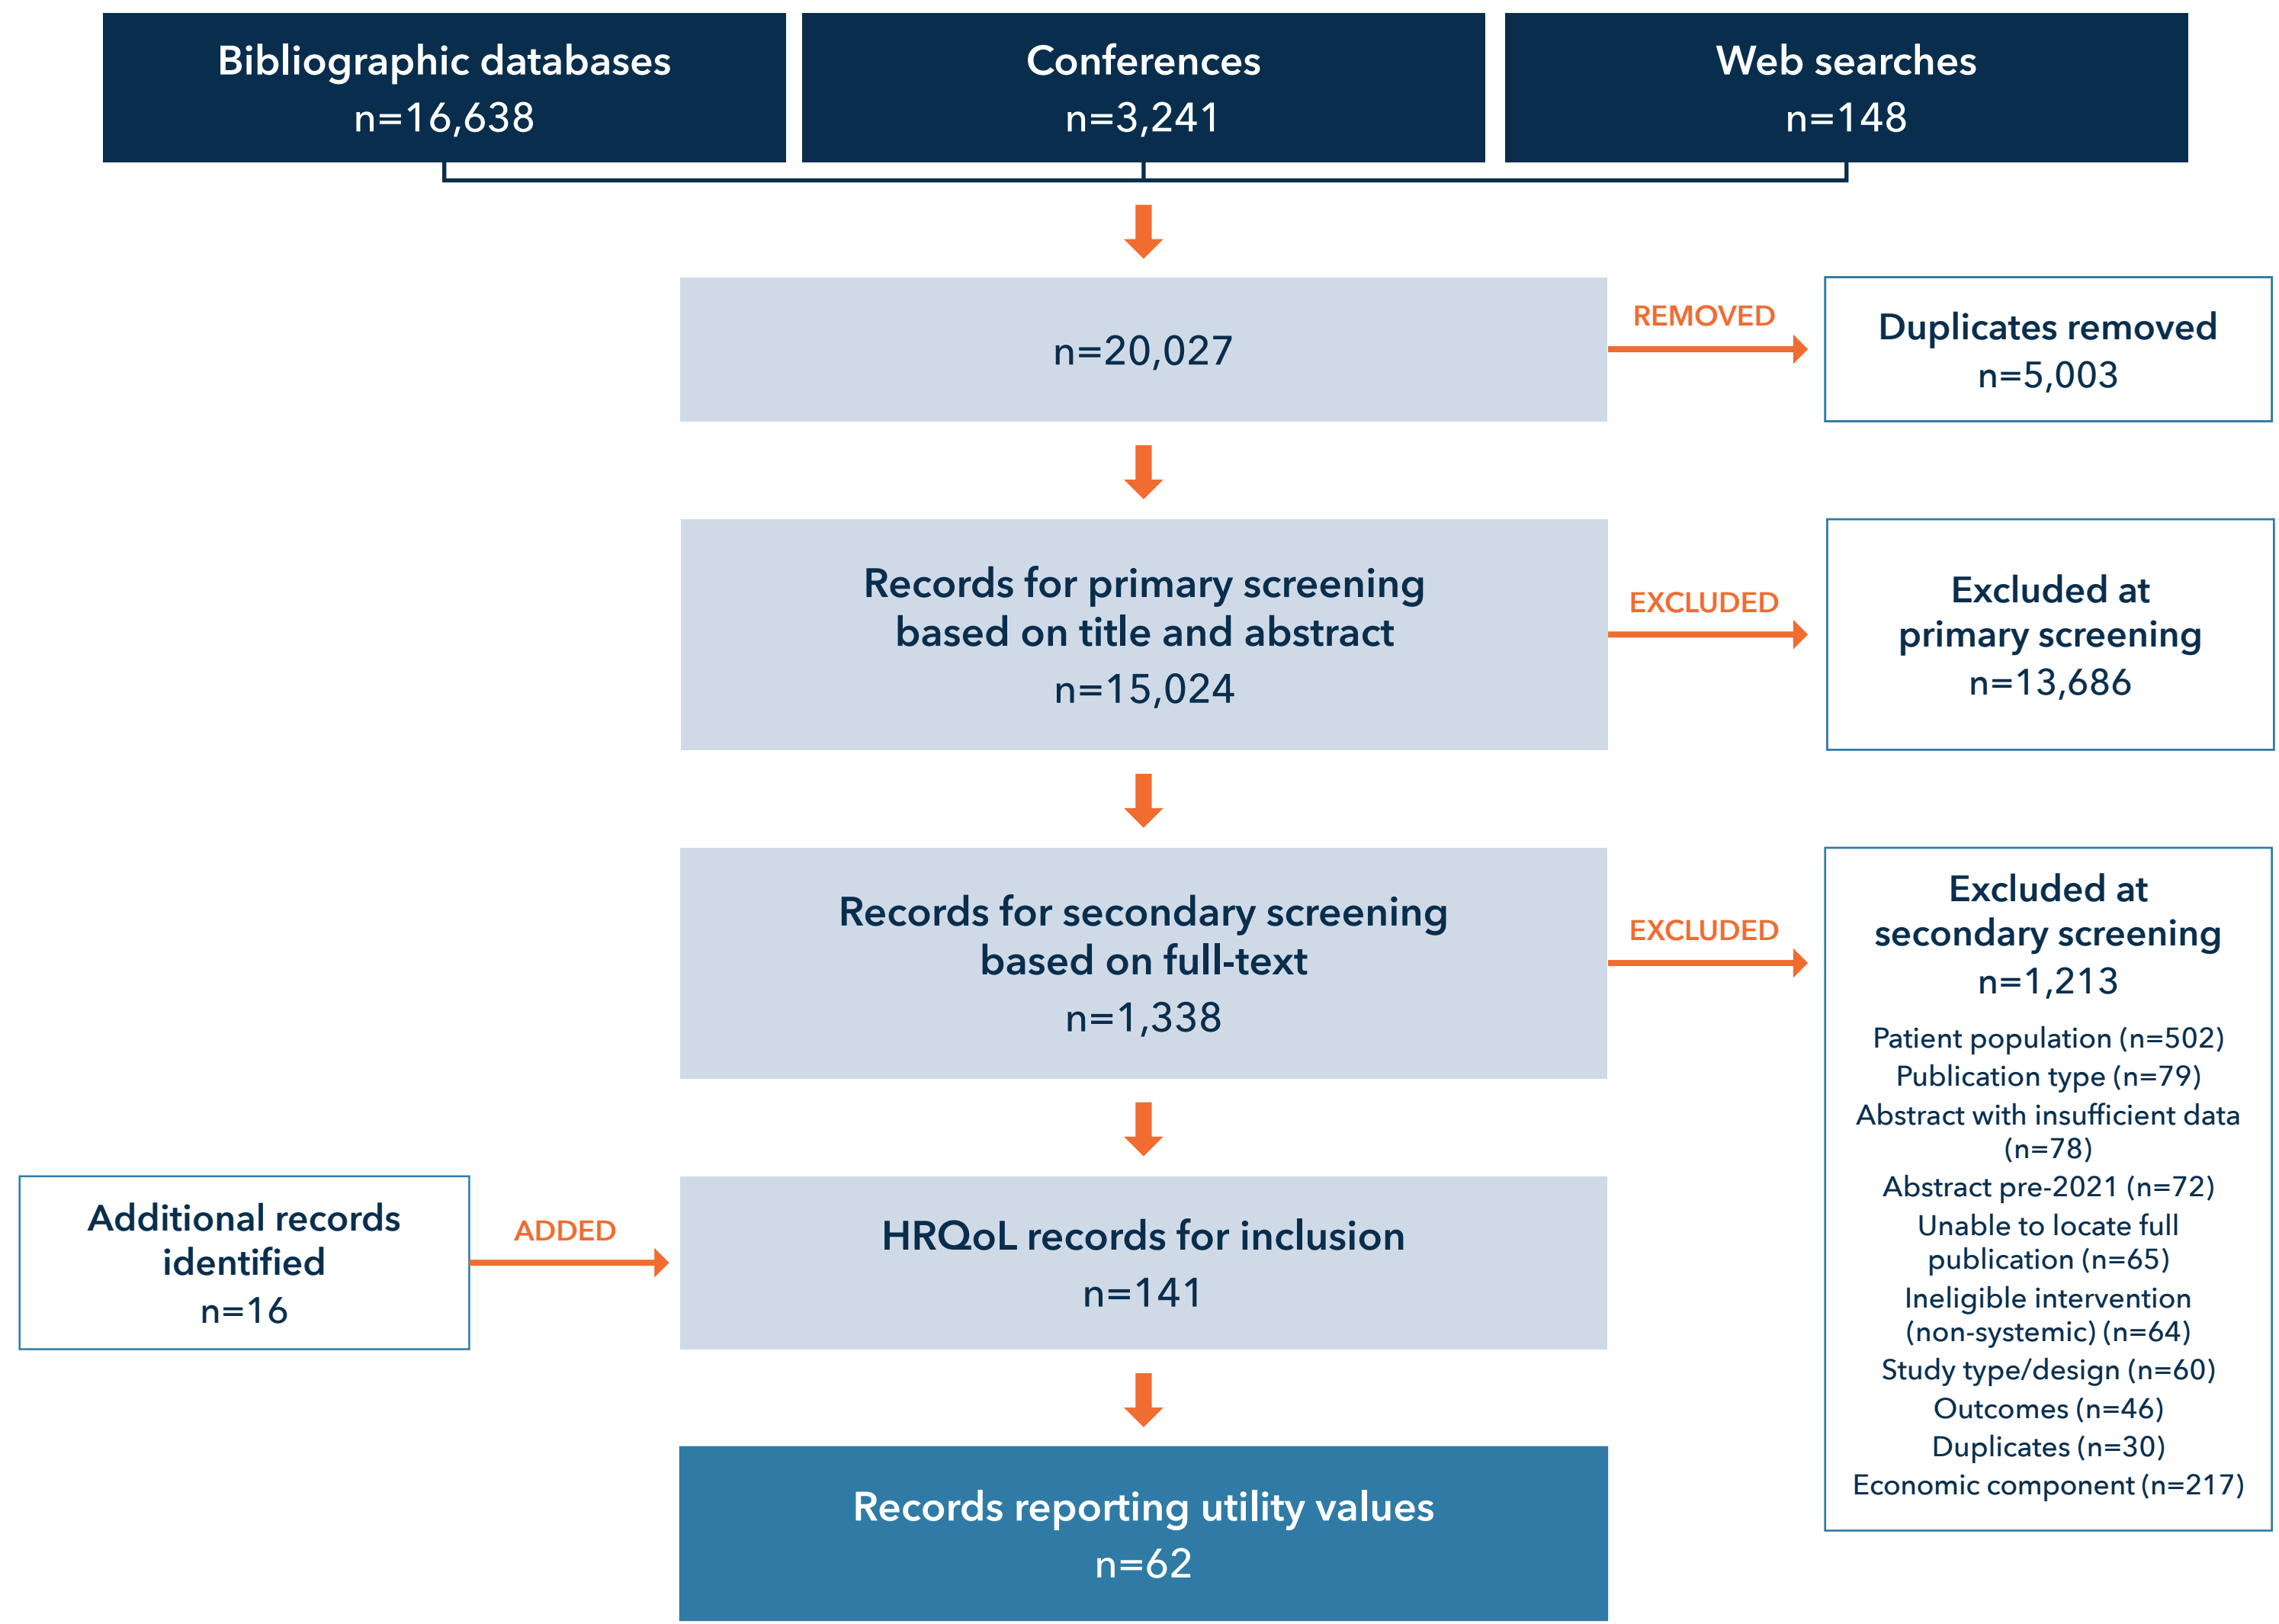 Bibliographic databases
n=16,638
Conferences
n=3,241
Web searches
n=148
n=20,027
REMOVED
Duplicates removed
n=5,003
Records for primary screening
based on title and abstract
n=15,024
EXCLUDED
Excluded at
primary screening
n=13,686
Records for secondary screening
based on full-text
n=1,338
EXCLUDED
Excluded at
secondary screening
n=1,213
Patient population (n=502)
Publication type (n=79)
Abstract with insufficient data
(n=78)
Abstract pre-2021 (n=72)
Unable to locate full
publication (n=65)
Ineligible intervention
(non-systemic) (n=64)
Study type/design (n=60)
Outcomes (n=46)
Duplicates (n=30)
Economic component (n=217)
Additional records
identified
n=16
ADDED
HRQoL records for inclusion
n=141
Records reporting utility values
n=62